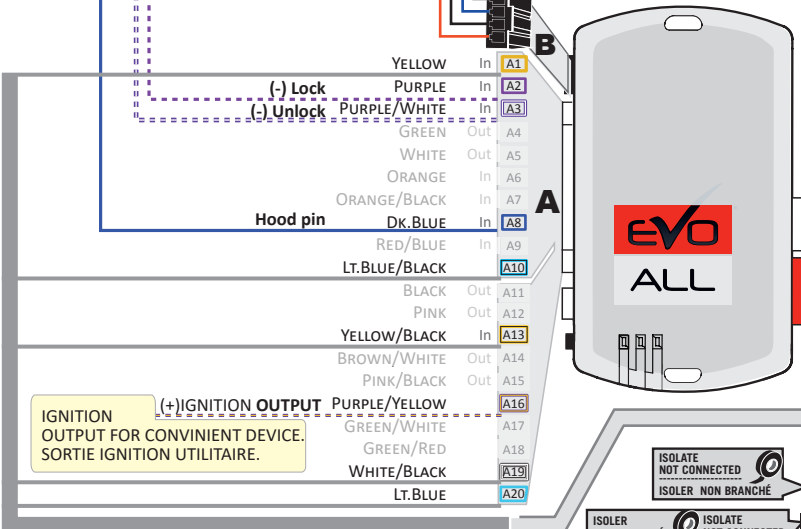 B
YELLOW In A1
(-) Lock PURPLE In A2
(-) Unlock PURPLE/WHITE In A3
GREEN Out A4
WHITE Out A5
ORANGE In A6
ORANGE/BLACK In A7
A
Hood pin DK.BLUE In A8
RED/BLUE In A9
LT.BLUE/BLACK A10
BLACK Out A11
PINK Out A12
YELLOW/BLACK In A13
BROWN/WHITE Out A14
PINK/BLACK Out A15
(+)IGNITION OUTPUT PURPLE/YELLOW A16
GREEN/WHITE A17
GREEN/RED A18
WHITE/BLACK A19
LT.BLUE A20
IGNITION
OUTPUT FOR CONVINIENT DEVICE.
SORTIE IGNITION UTILITAIRE.
EVO
ALL
ISOLATE
NOT CONNECTED
ISOLER NON BRANCHÉ
ISOLER
ISOLATE
NOT CONNECTED